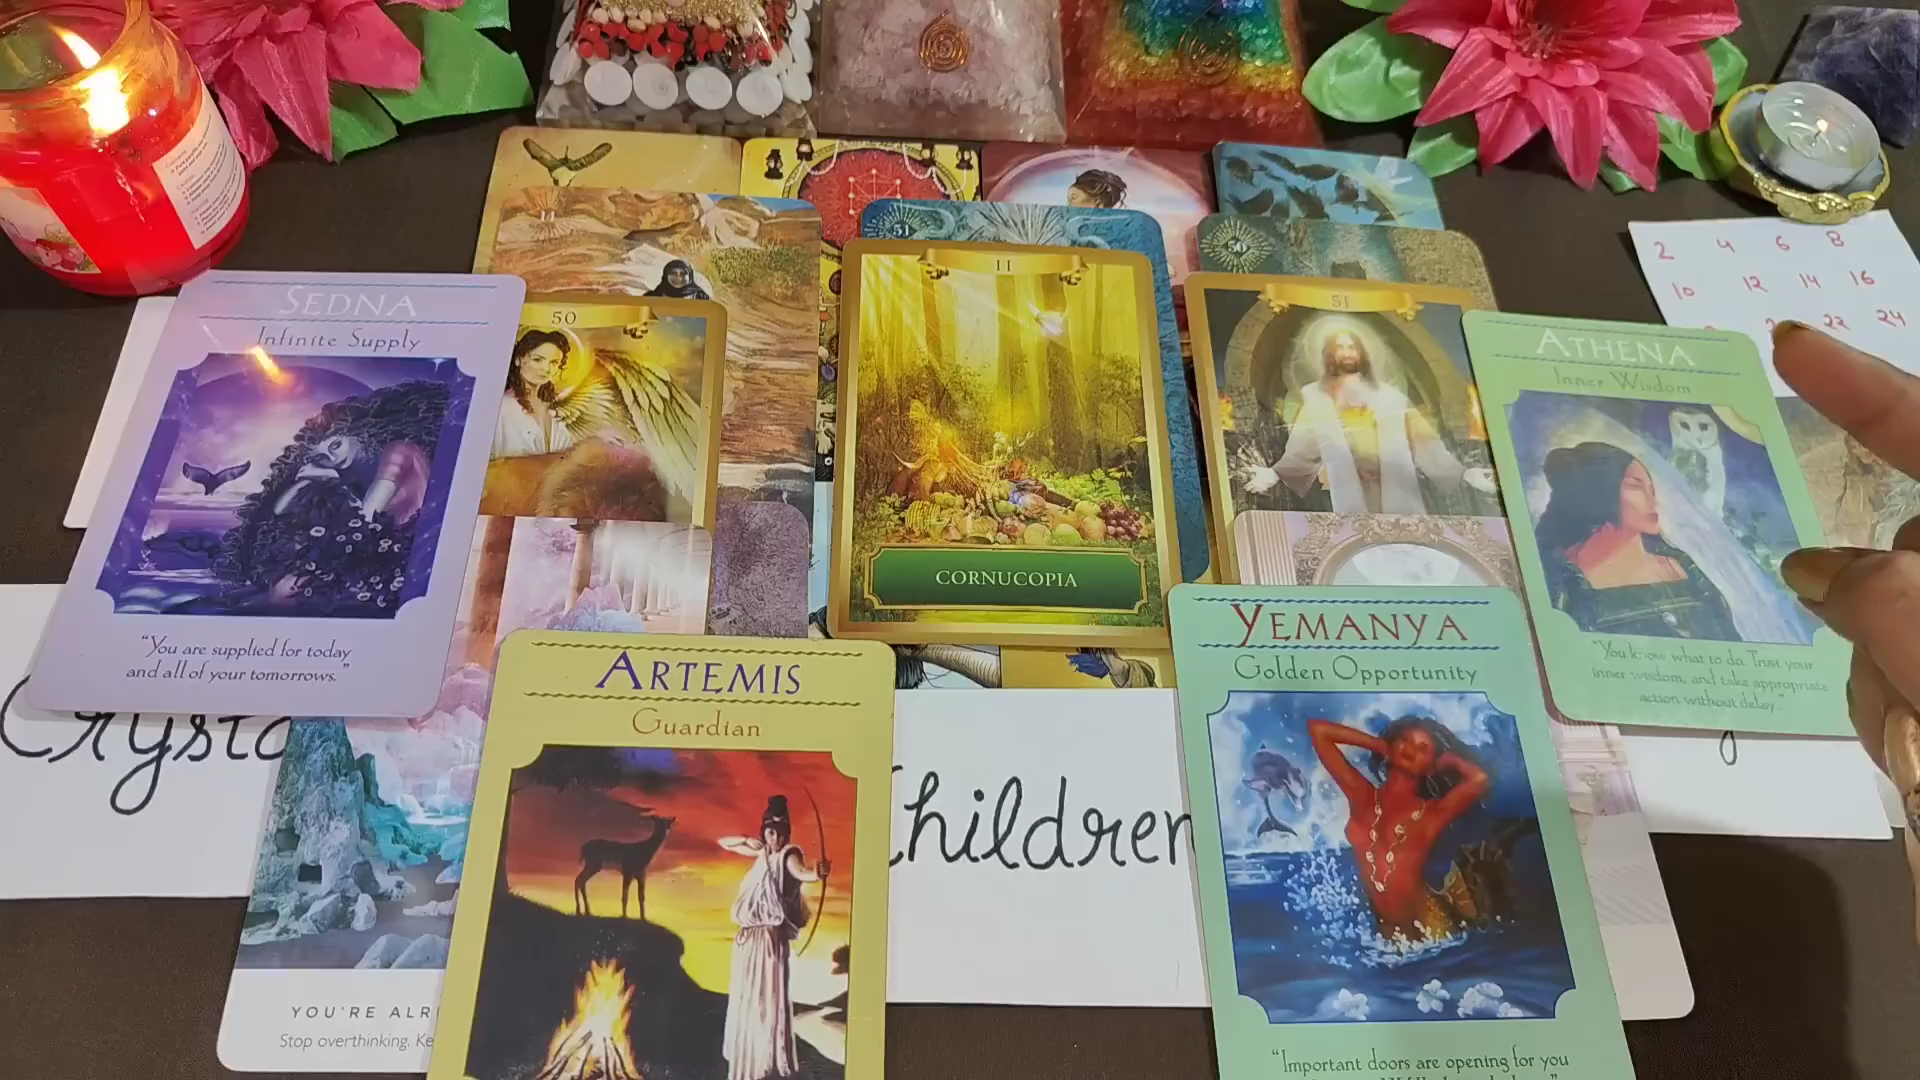 51
50
11
2 4 6 8
10 12 14 16
22 24
SEDNA
Infinite Supply
"You are supplied for today
and all of your tomorrows."
50
11
CORNUCOPIA
51
ATHENA
Inner Wisdom
"You know what to do. Trust your
inner wisdom, and take appropriate
action without delay."
ARTEMIS
Guardian
YEMANYA
Golden Opportunity
"Important doors are opening for you
Children
YOU'RE ALR
Stop overthinking. Ke